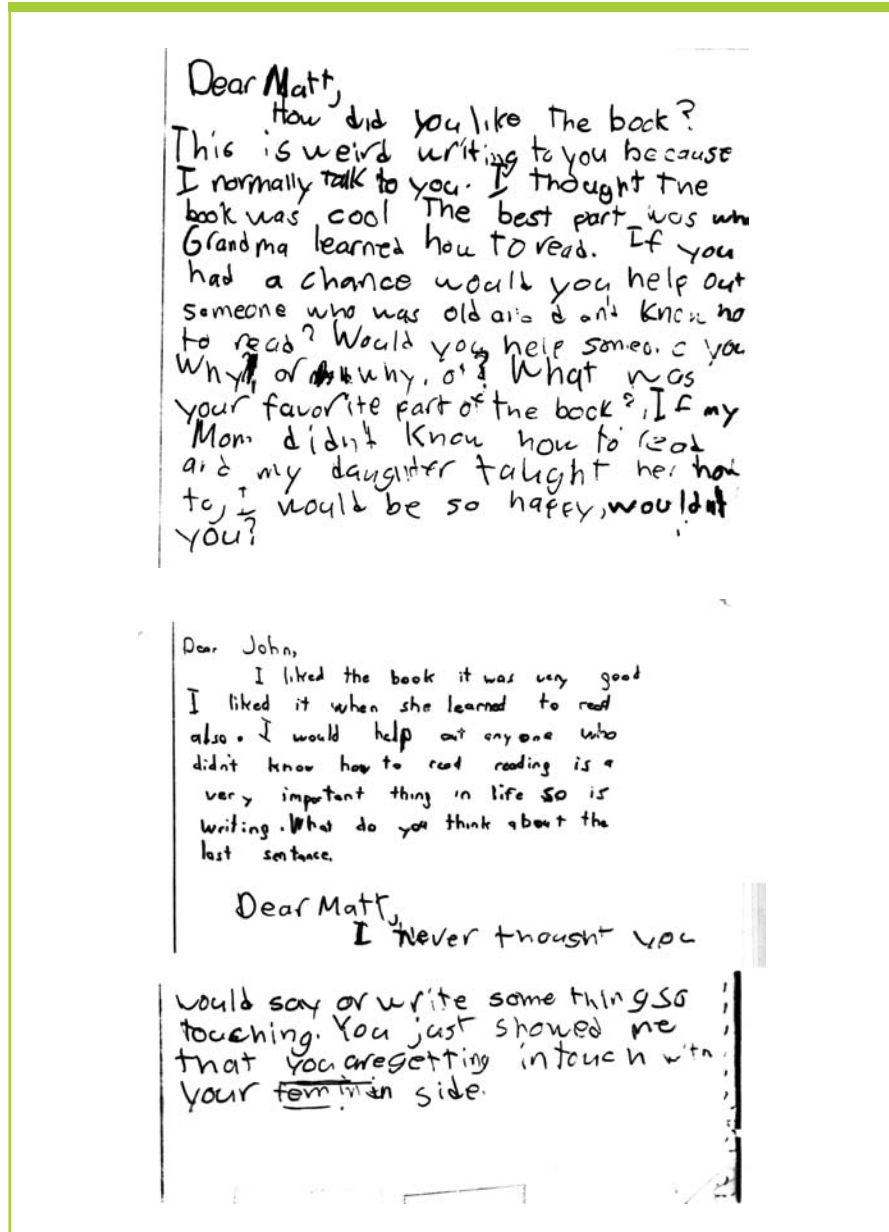 Dear Matt,
How did you like The book?
This is weird writing to you because
I normally talk to you. I thought the
book was cool The best part was wh
Grandma learned how to read. If you
had a chance would you help out
someone who was old and Know ho
to read? Would you help you
Why, or why, ot? What was
your favorite part of the book?, If my
Mom didn't Know how to read
and my daughter taught her how
to, I would be so happy, wouldnt
you?
Dear John,
I liked the book it was very good
I liked it when she learned to read
also. I would help out anyone who
didn't know how to read reading is a
very important thing in life so is
writing. What do you think about the
last sentance.
Dear Matt,
I Never thought you
would say or write some thing so
touching. You just showed me
that you are getting in touch with
your side.